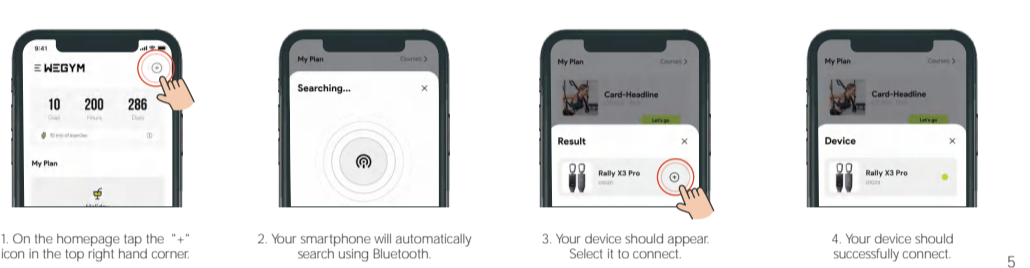 9:41
WEGYM
10
200
286
Goal
Hours
Days
My Plan
1. On the homepage tap the "+"
icon in the top right hand corner.
My Plan
Courses >
Searching...
2. Your smartphone will automatically
search using Bluetooth.
My Plan
Courses >
Card-Headline
Let's go
Result
Rally X3 Pro
3. Your device should appear.
Select it to connect.
My Plan
Courses >
Card-Headline
Let's go
Device
Rally X3 Pro
4. Your device should
successfully connect.
5